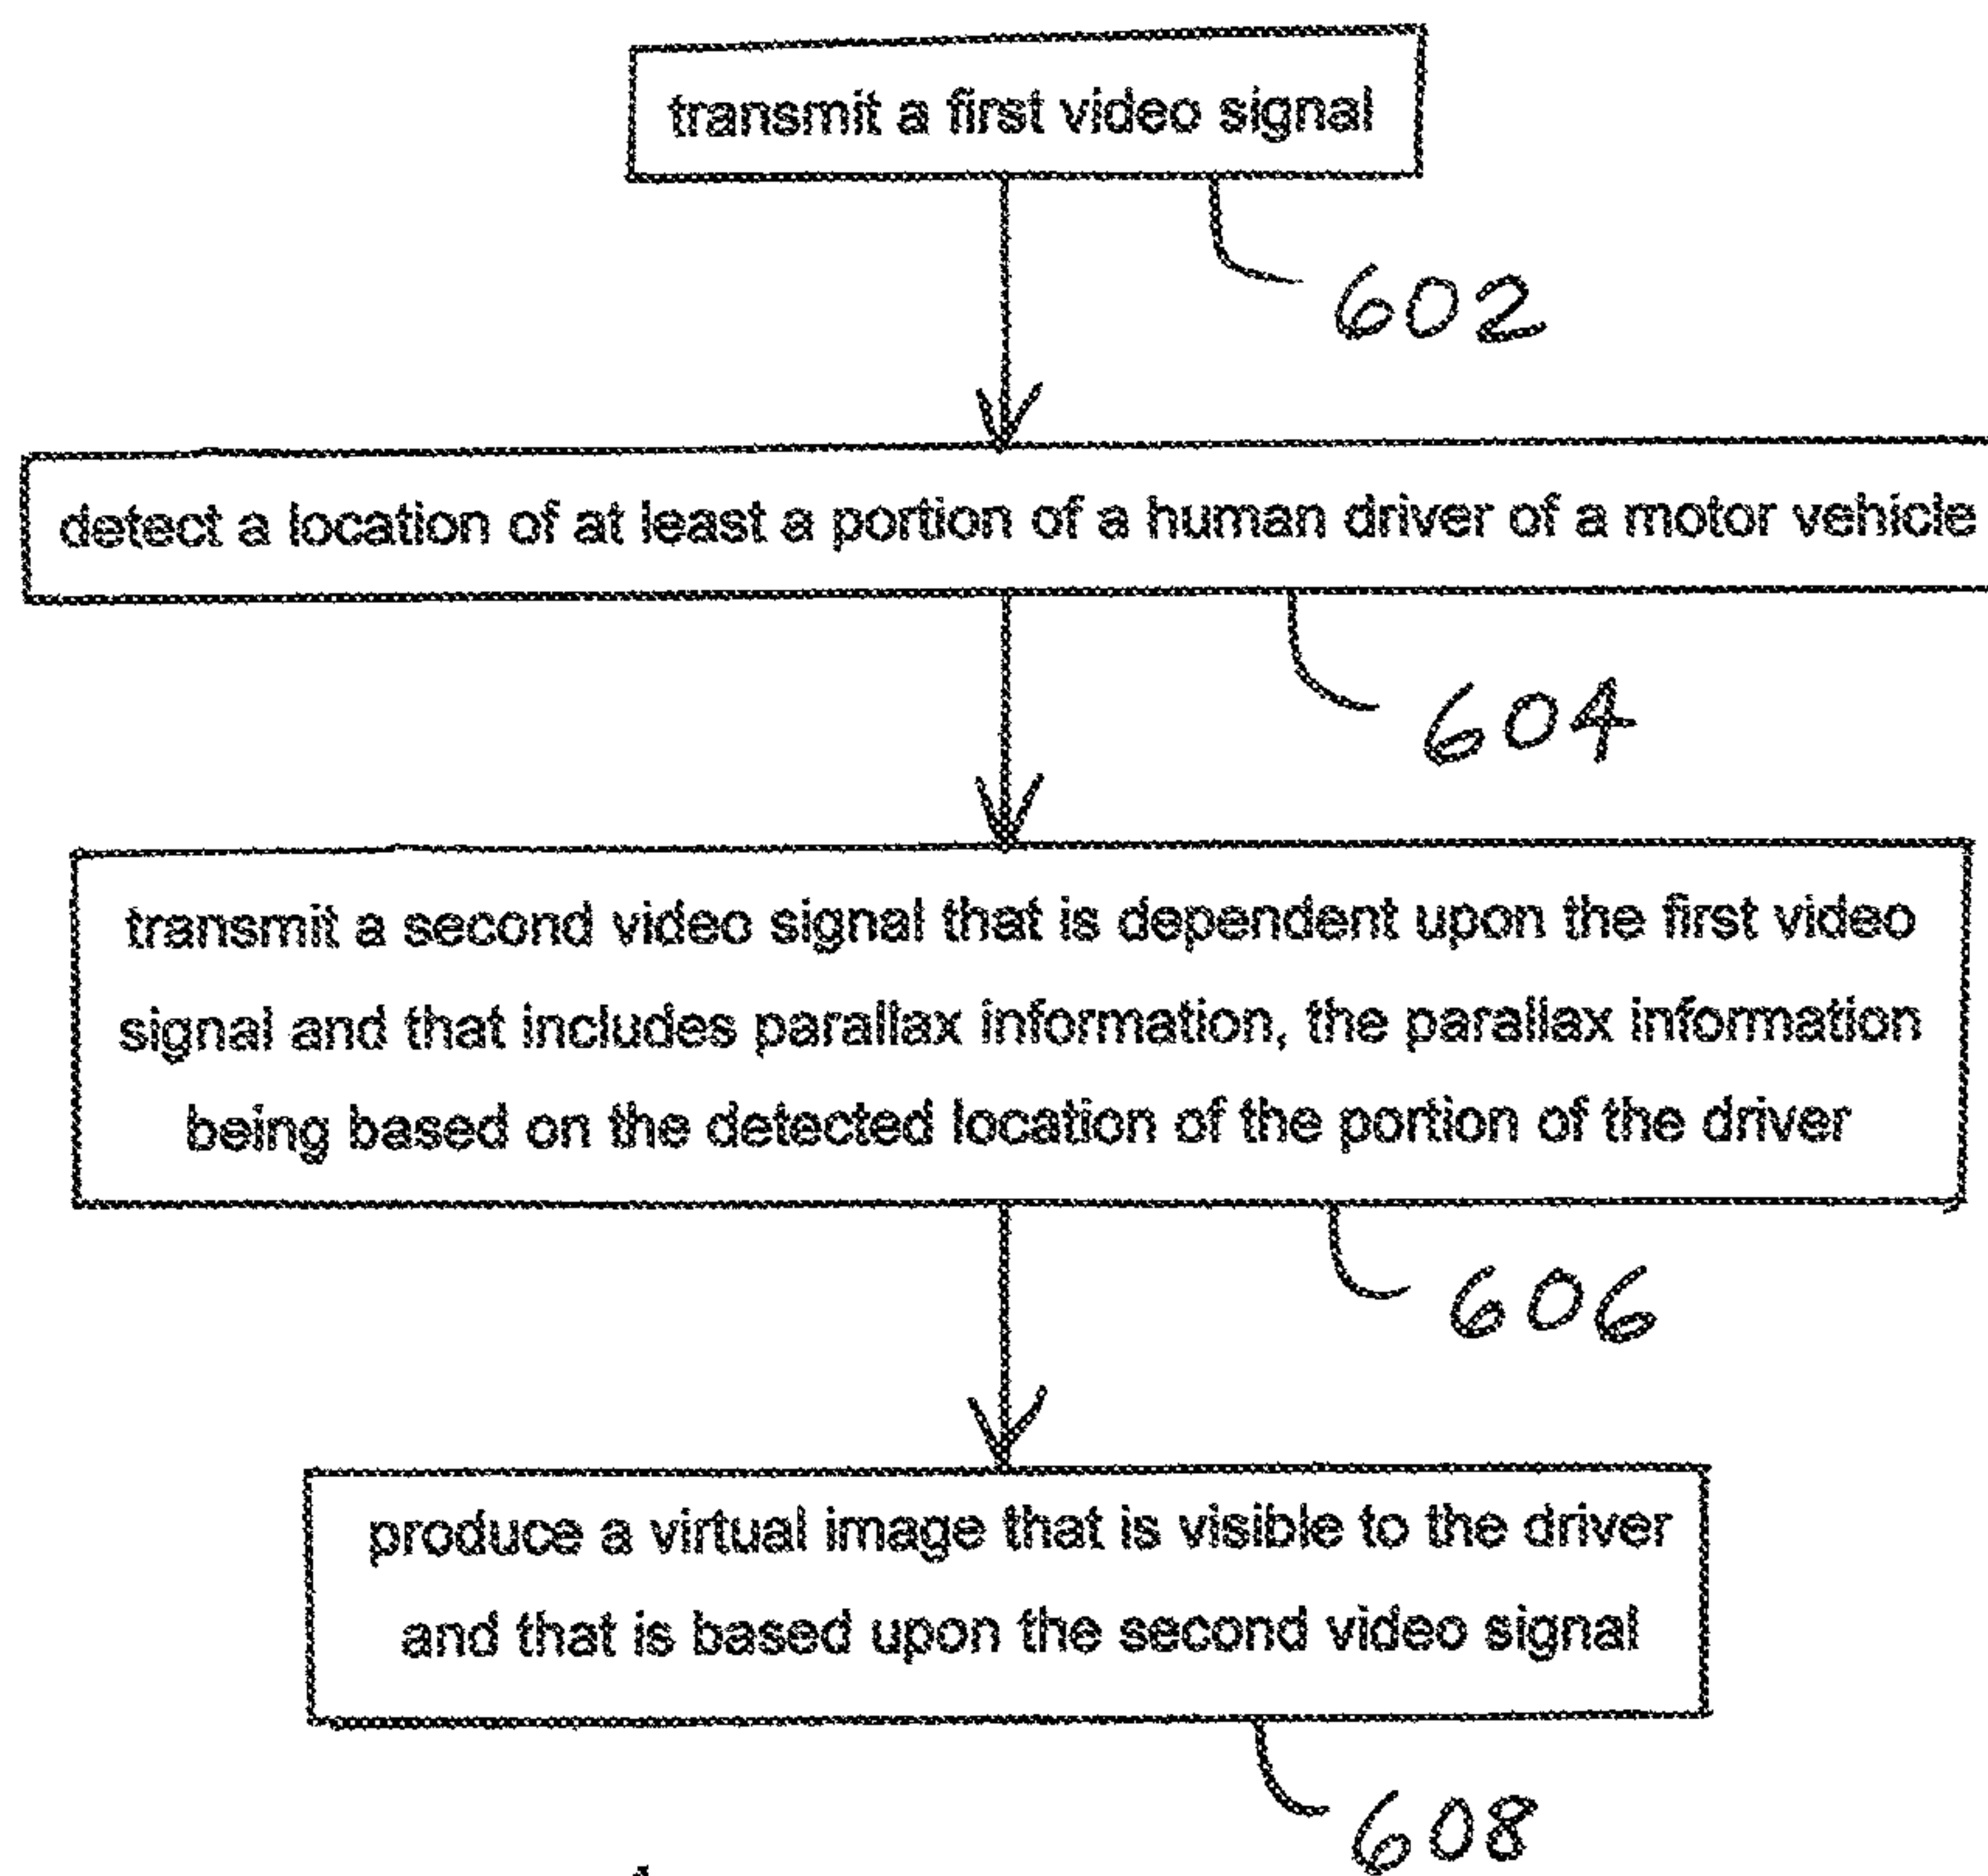 transmit a first video signal
602
detect a location of at least a portion of a human driver of a motor vehicle
604
transmit a second video signal that is dependent upon the first video
signal and that includes parallax information, the parallax information
being based on the detected location of the portion of the driver
606
produce a virtual image that is visible to the driver
and that is based upon the second video signal
608